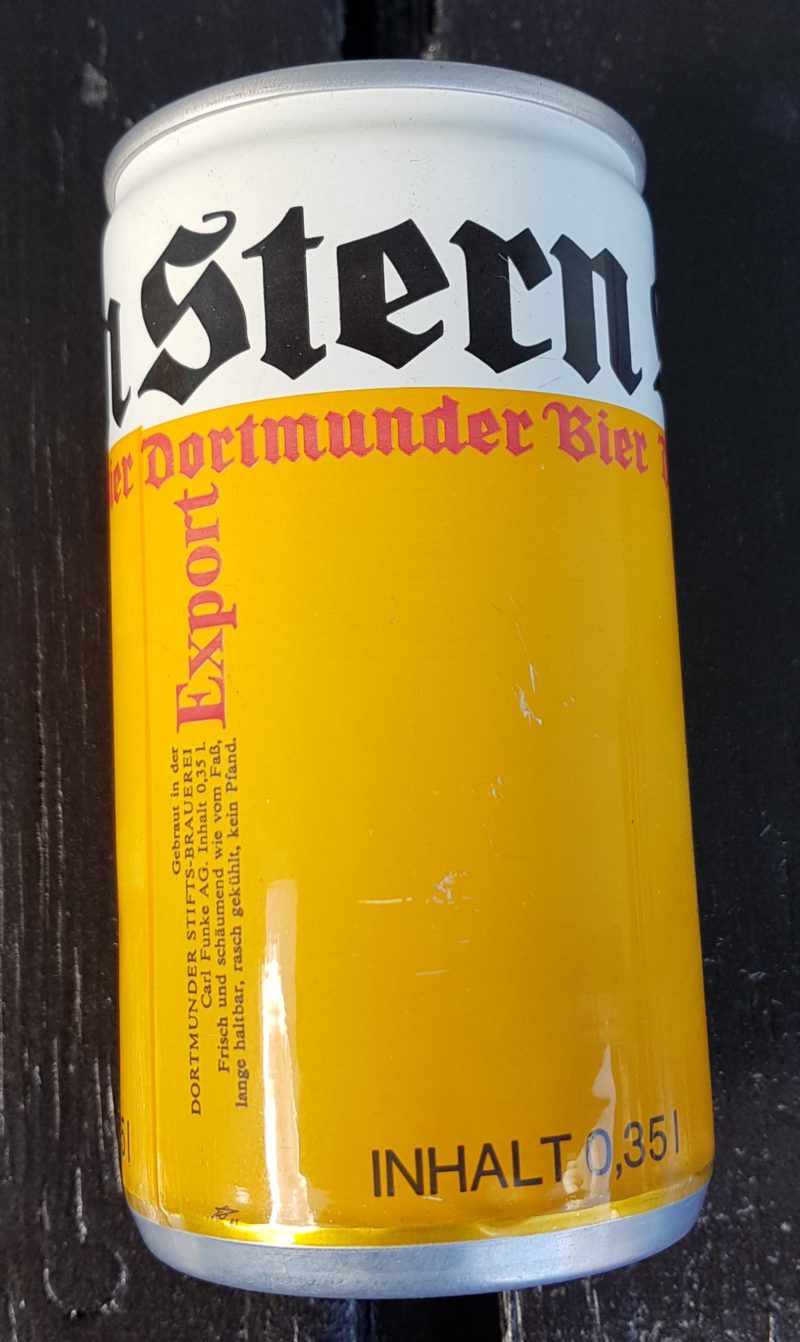 Stern
Dortmunder Bier
Export
Gebraut in der
DORTMUNDER STIFTS-BRAUEREI
Carl Funke AG. Inhalt 0,35 l.
Frisch und schäumend wie vom Faß,
lange haltbar, rasch gekühlt, kein Pfand.
INHALT 0,35 l